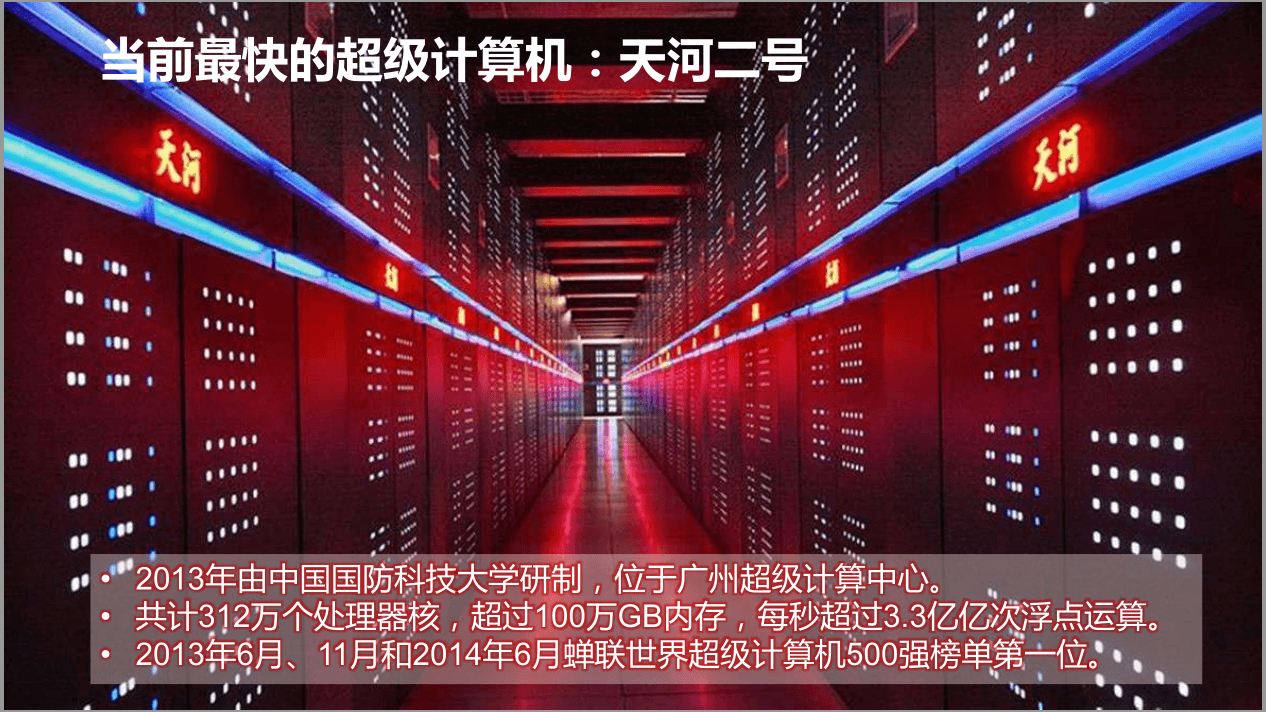 当前最快的超级计算机：天河二号
天河
天河
天河
天河
• 2013年由中国国防科技大学研制，位于广州超级计算中心。
• 共计312万个处理器核，超过100万GB内存，每秒超过3.3亿亿次浮点运算。
• 2013年6月、11月和2014年6月蝉联世界超级计算机500强榜单第一位。